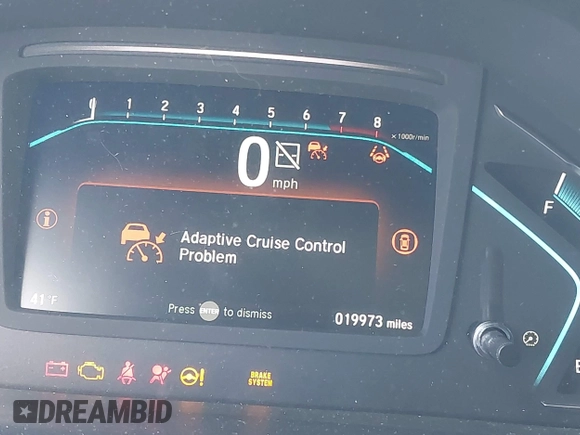 0 1 2 3 4 5 6 7 8
x 1000r/min
0
mph
F
Adaptive Cruise Control
Problem
41°F
Press ENTER to dismiss
019973 miles
E
BRAKE
SYSTEM
DREAMBID